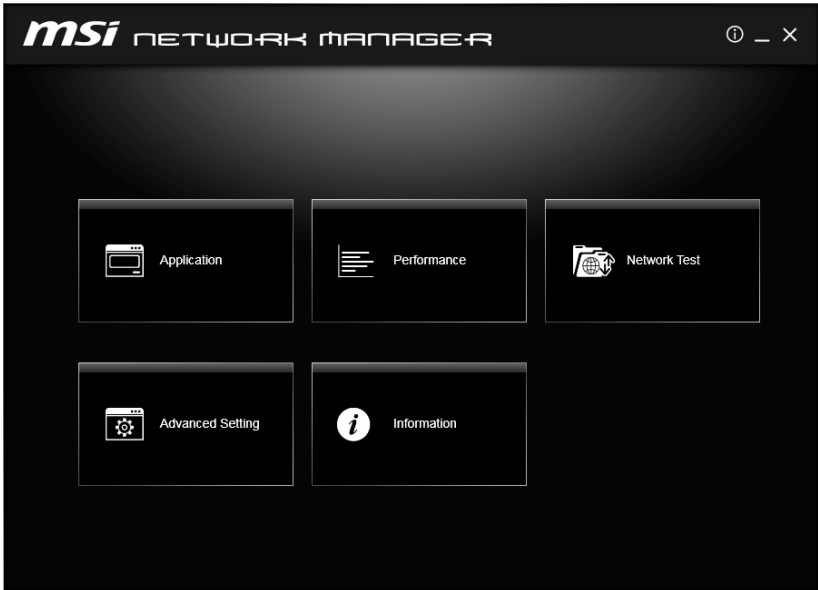 msi NETWORK MANAGER
Application
Performance
Network Test
Advanced Setting
Information